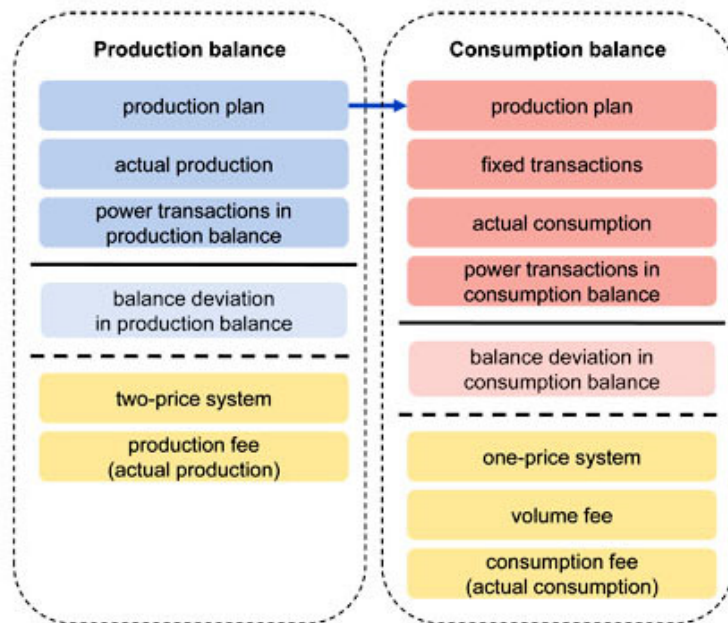 Production balance
production plan
actual production
power transactions in
production balance
balance deviation
in production balance
two-price system
production fee
(actual production)
Consumption balance
production plan
fixed transactions
actual consumption
power transactions in
consumption balance
balance deviation in
consumption balance
one-price system
volume fee
consumption fee
(actual consumption)